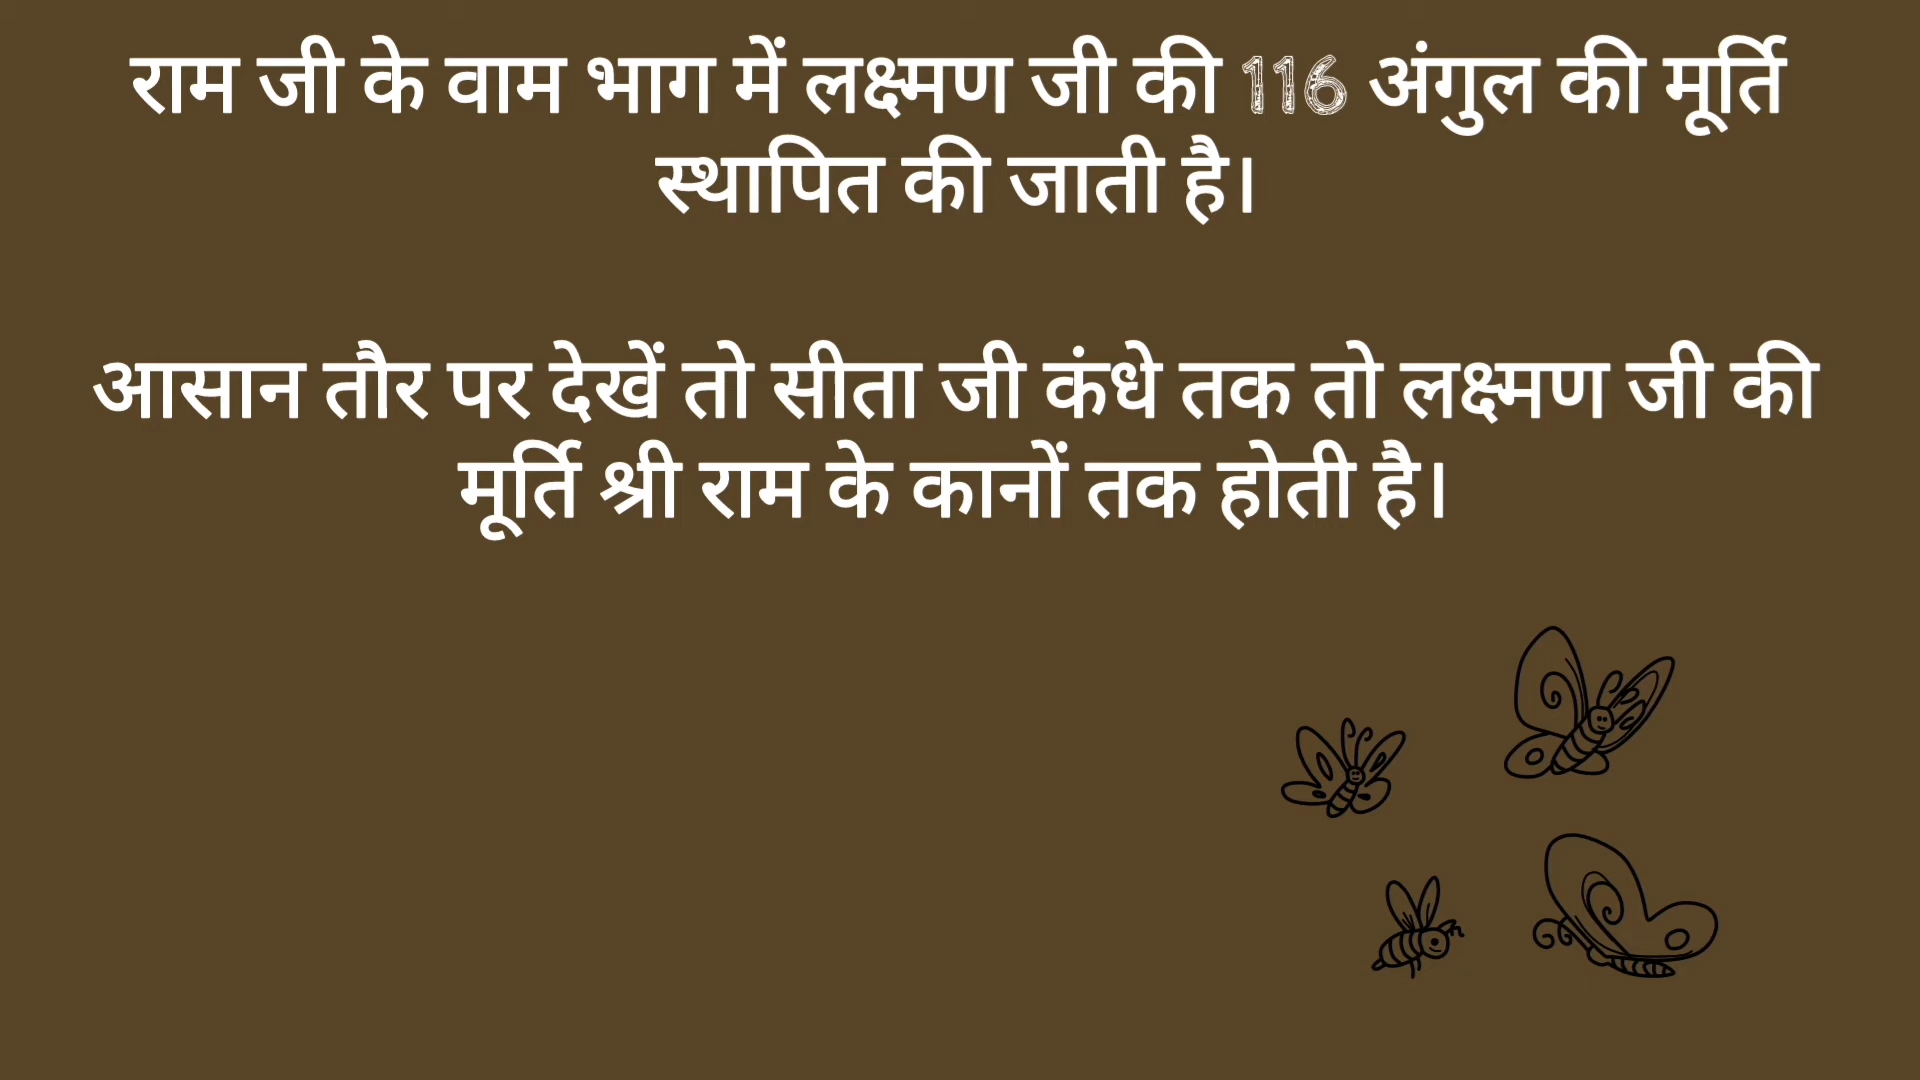 राम जी के वाम भाग में लक्ष्मण जी की 116 अंगुल की मूर्ति
स्थापित की जाती है।
आसान तौर पर देखें तो सीता जी कंधे तक तो लक्ष्मण जी की
मूर्ति श्री राम के कानों तक होती है।